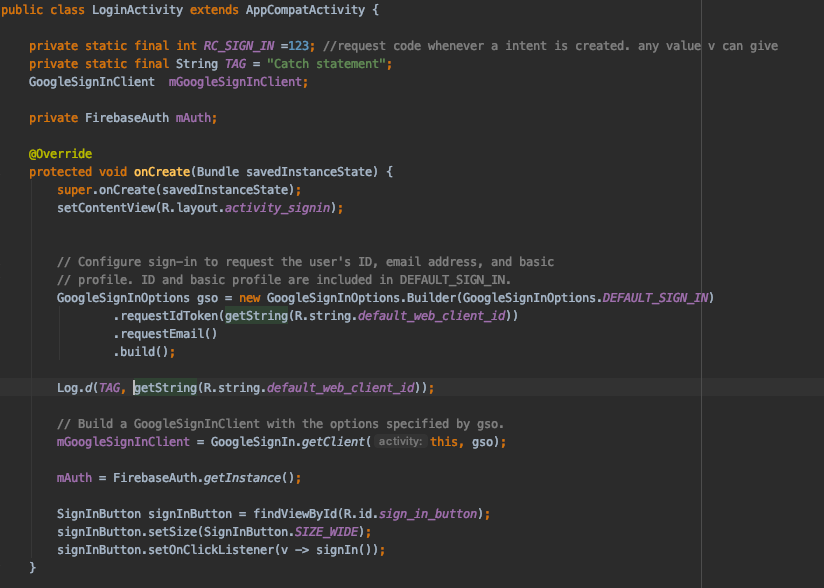 public class LoginActivity extends AppCompatActivity {
private static final int RC_SIGN_IN =123; //request code whenever a intent is created. any value v can give
private static final String TAG = "Catch statement";
GoogleSignInClient  mGoogleSignInClient;
private FirebaseAuth mAuth;
@Override
protected void onCreate(Bundle savedInstanceState) {
super.onCreate(savedInstanceState);
setContentView(R.layout.activity_signin);
// Configure sign-in to request the user's ID, email address, and basic
// profile. ID and basic profile are included in DEFAULT_SIGN_IN.
GoogleSignInOptions gso = new GoogleSignInOptions.Builder(GoogleSignInOptions.DEFAULT_SIGN_IN)
.requestIdToken(getString(R.string.default_web_client_id))
.requestEmail()
.build();
Log.d(TAG, getString(R.string.default_web_client_id));
// Build a GoogleSignInClient with the options specified by gso.
mGoogleSignInClient = GoogleSignIn.getClient( activity: this, gso);
mAuth = FirebaseAuth.getInstance();
SignInButton signInButton = findViewById(R.id.sign_in_button);
signInButton.setSize(SignInButton.SIZE_WIDE);
signInButton.setOnClickListener(v -> signIn());
}